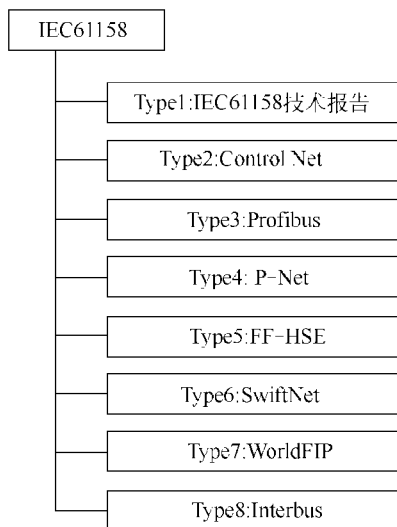 IEC61158
Type1:IEC61158技术报告
Type2:Control Net
Type3:Profibus
Type4: P-Net
Type5:FF-HSE
Type6:SwiftNet
Type7:WorldFIP
Type8:Interbus